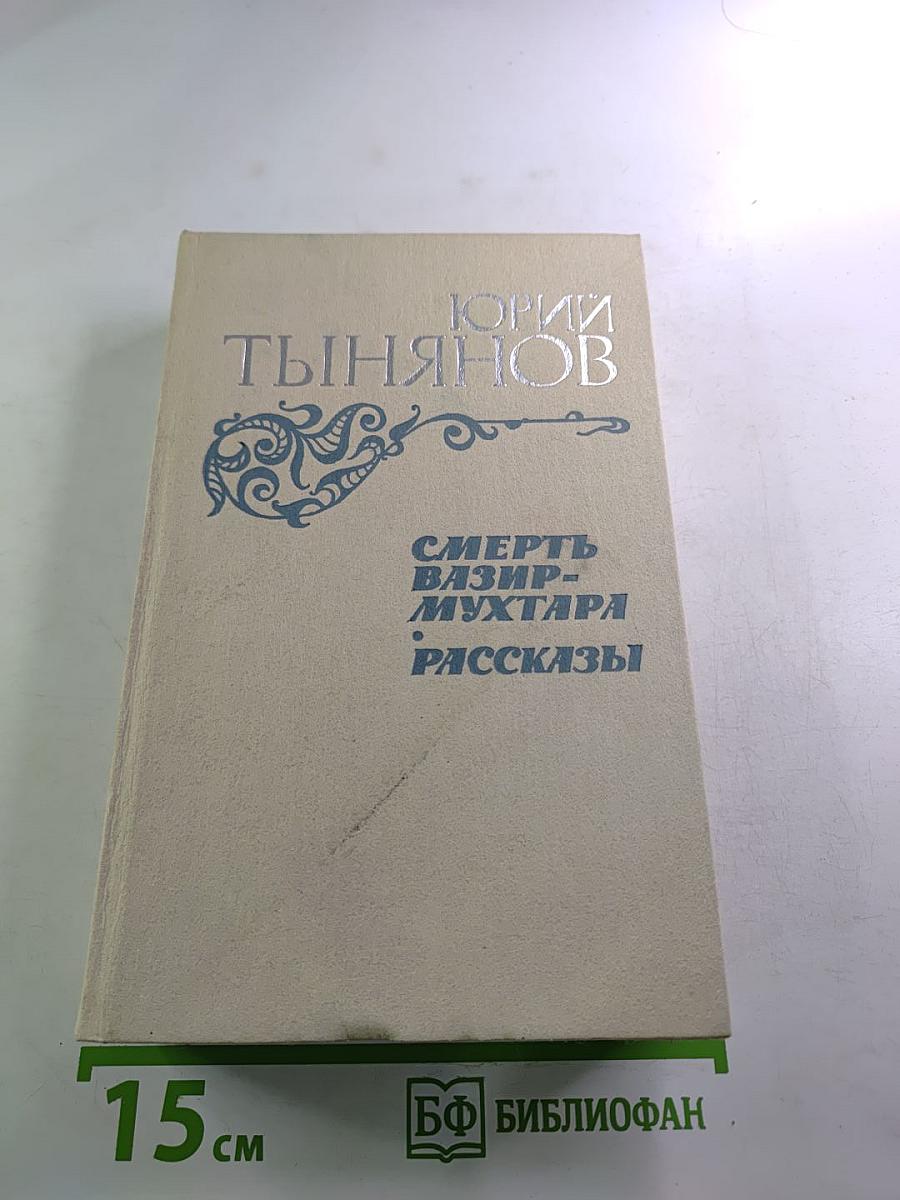 ЮРИЙ
ТЫНЯНОВ
СМЕРТЬ
ВАЗИР-
МУХТАРА
•
РАССКАЗЫ
15 см
БФ БИБЛИОФАН